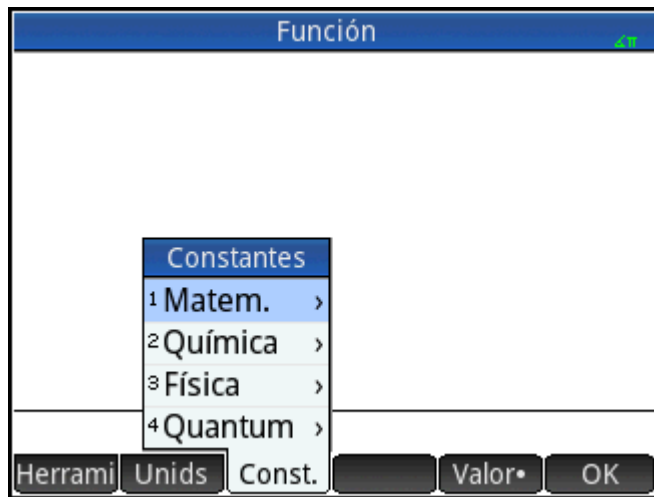 Función
∡π
Constantes
1 Matem. ›
2 Química ›
3 Física ›
4 Quantum ›
Herrami Unids Const. Valor• OK